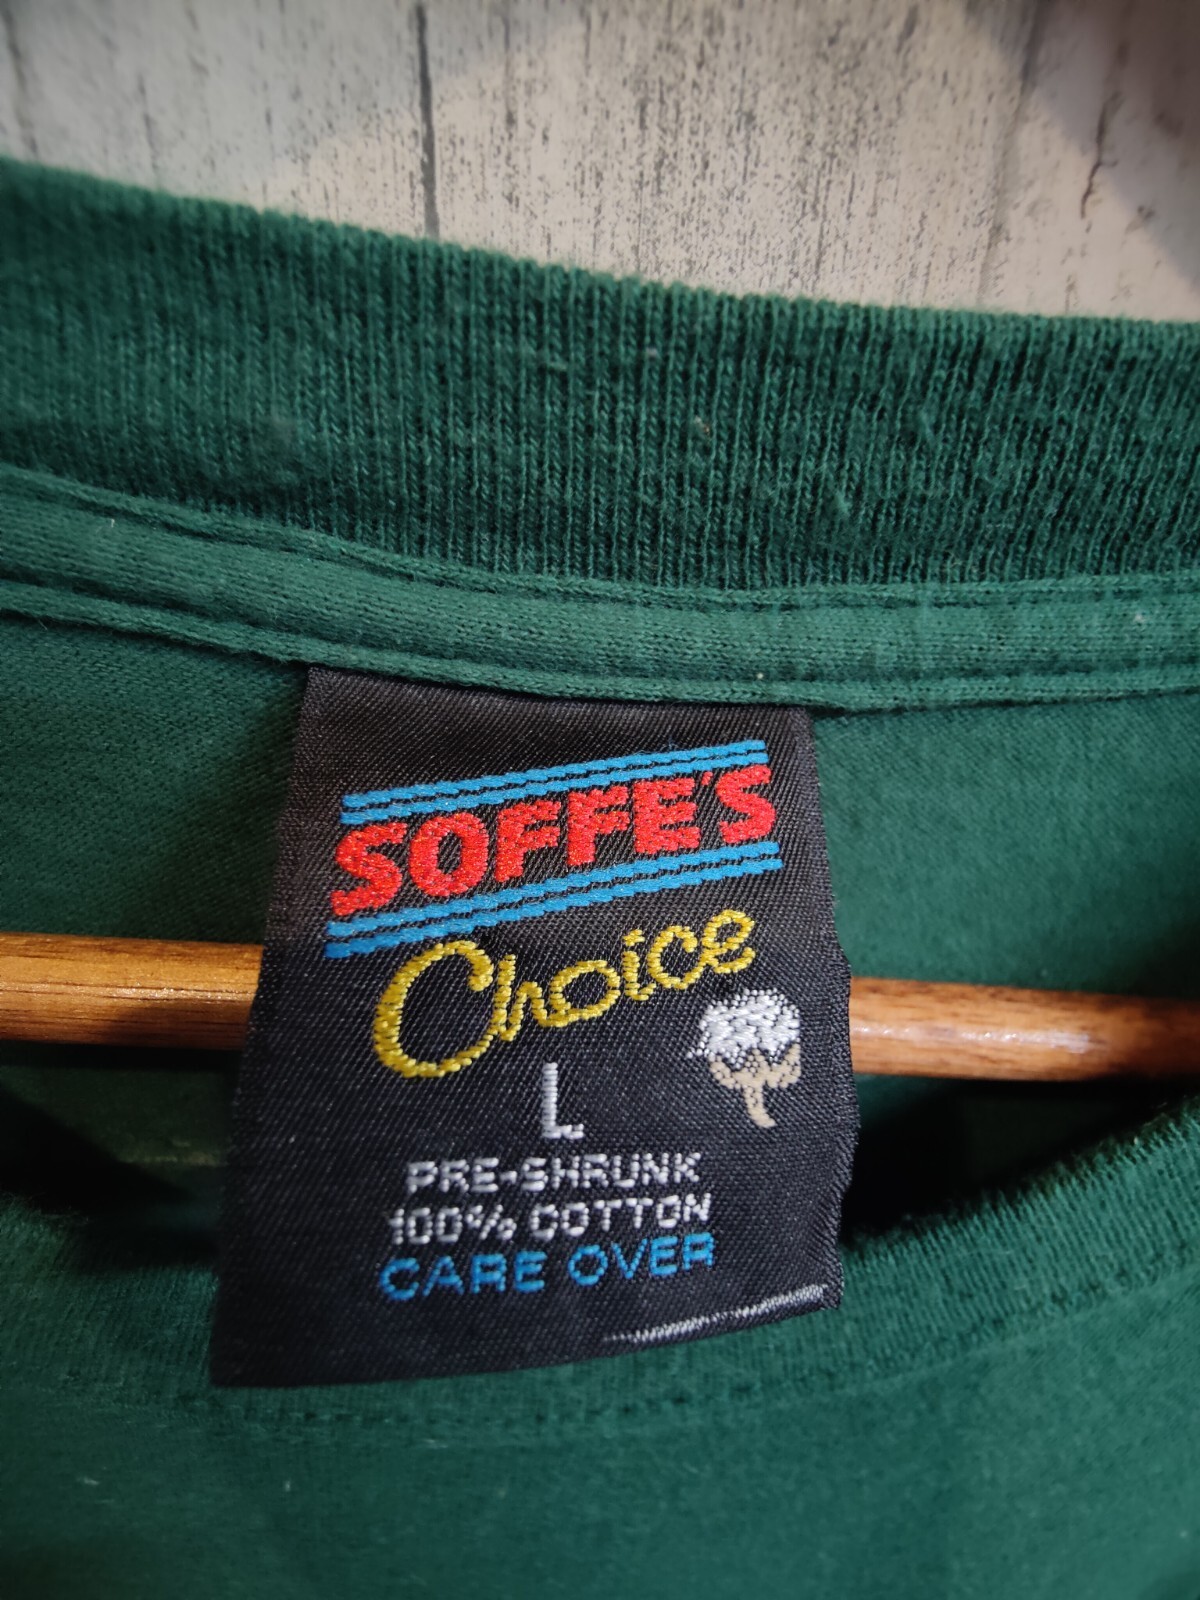 SOFFE'S
Choice
L
PRE-SHRUNK
100% COTTON
CARE OVER